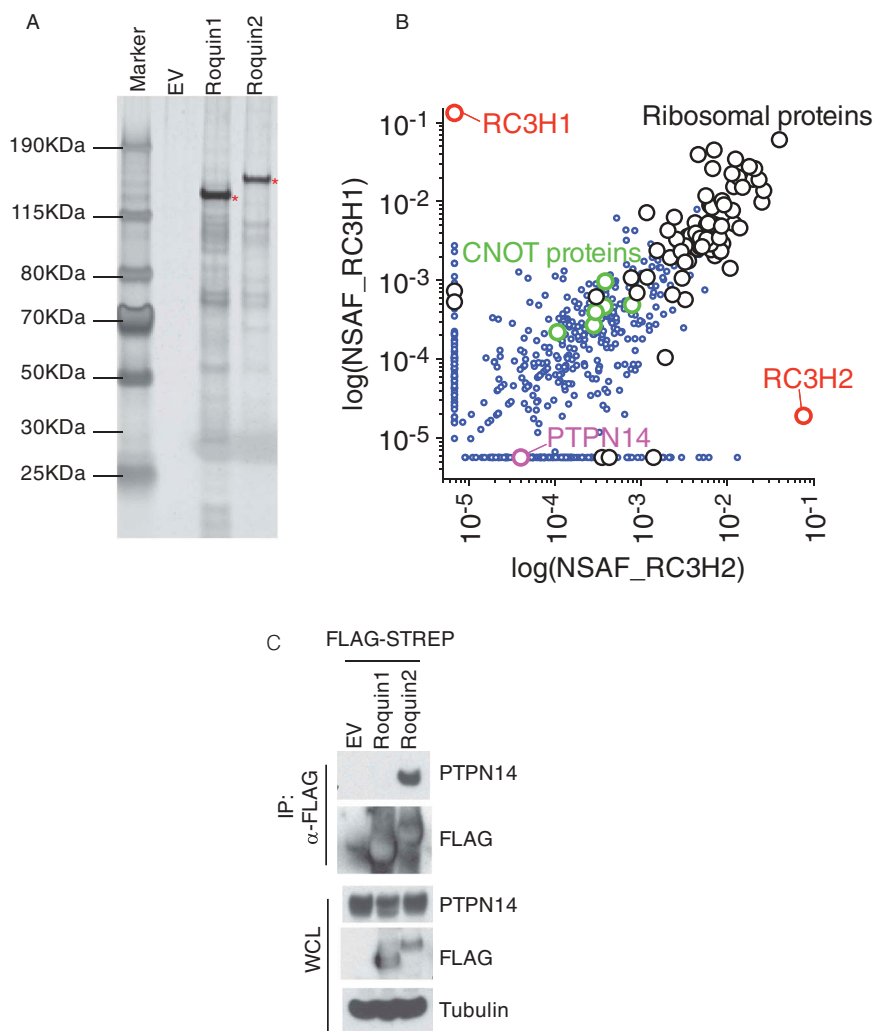 A
Marker
EV
Roquin1
Roquin2
190KDa
115KDa
80KDa
70KDa
50KDa
30KDa
25KDa
*
*
B
log(NSAF_RC3H1)
10-1
10-2
10-3
10-4
10-5
RC3H1
Ribosomal proteins
CNOT proteins
RC3H2
PTPN14
10-5
10-4
10-3
10-2
10-1
log(NSAF_RC3H2)
C
FLAG-STREP
EV
Roquin1
Roquin2
IP:
α-FLAG
PTPN14
FLAG
WCL
PTPN14
FLAG
Tubulin